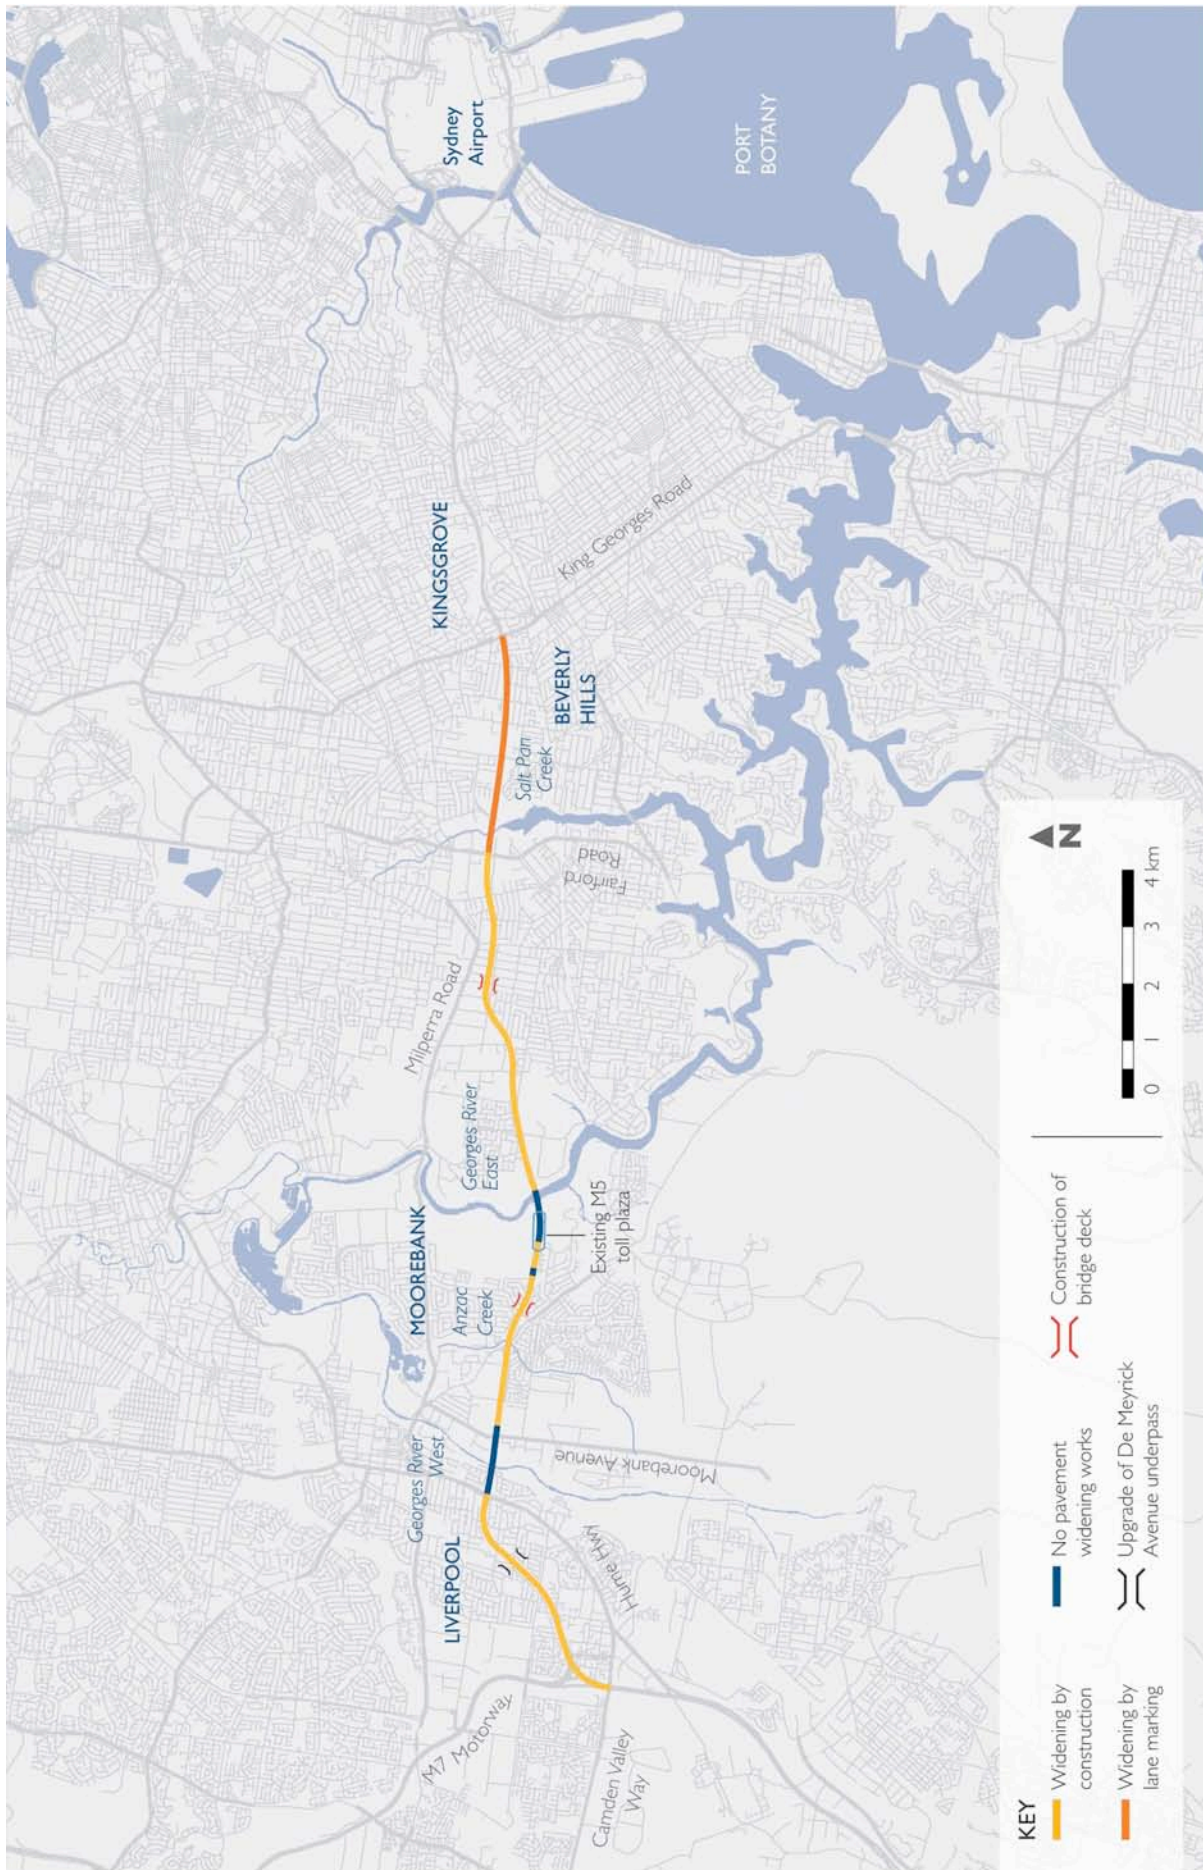 Sydney
Airport
PORT
BOTANY
KINGSGROVE
King Georges Road
BEVERLY
HILLS
Salt Pan
Creek
Fairford
Road
Milperra Road
Georges River
East
MOOREBANK
Existing M5
toll plaza
Anzac
Creek
Georges River
West
Moorebank Avenue
LIVERPOOL
Hume Hwy
M7 Motorway
Camden Valley
Way
KEY
Widening by
construction
Widening by
lane marking
No pavement
widening works
Upgrade of De Meyrick
Avenue underpass
Construction of
bridge deck
N
0 1 2 3 4 km